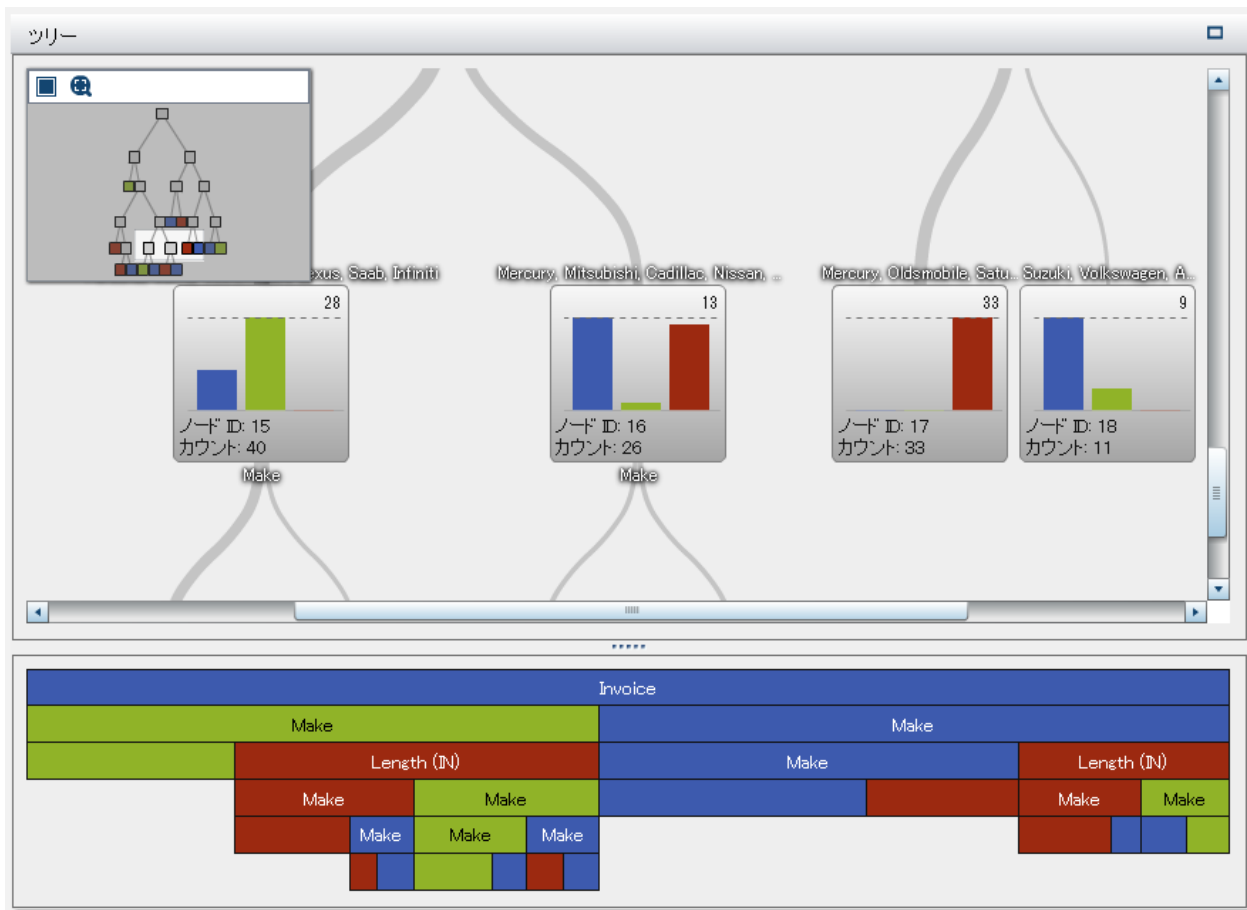 ツリー
exus, Saab, Infiniti
Mercury, Mitsubishi, Cadillac, Nissan, ...
Mercury, Oldsmobile, Satu...
Suzuki, Volkswagen, A...
28
ノード ID: 15
カウント: 40
Make
13
ノード ID: 16
カウント: 26
Make
33
ノード ID: 17
カウント: 33
9
ノード ID: 18
カウント: 11
Invoice
Make
Make
Length (IN)
Make
Length (IN)
Make
Make
Make
Make
Make
Make
Make